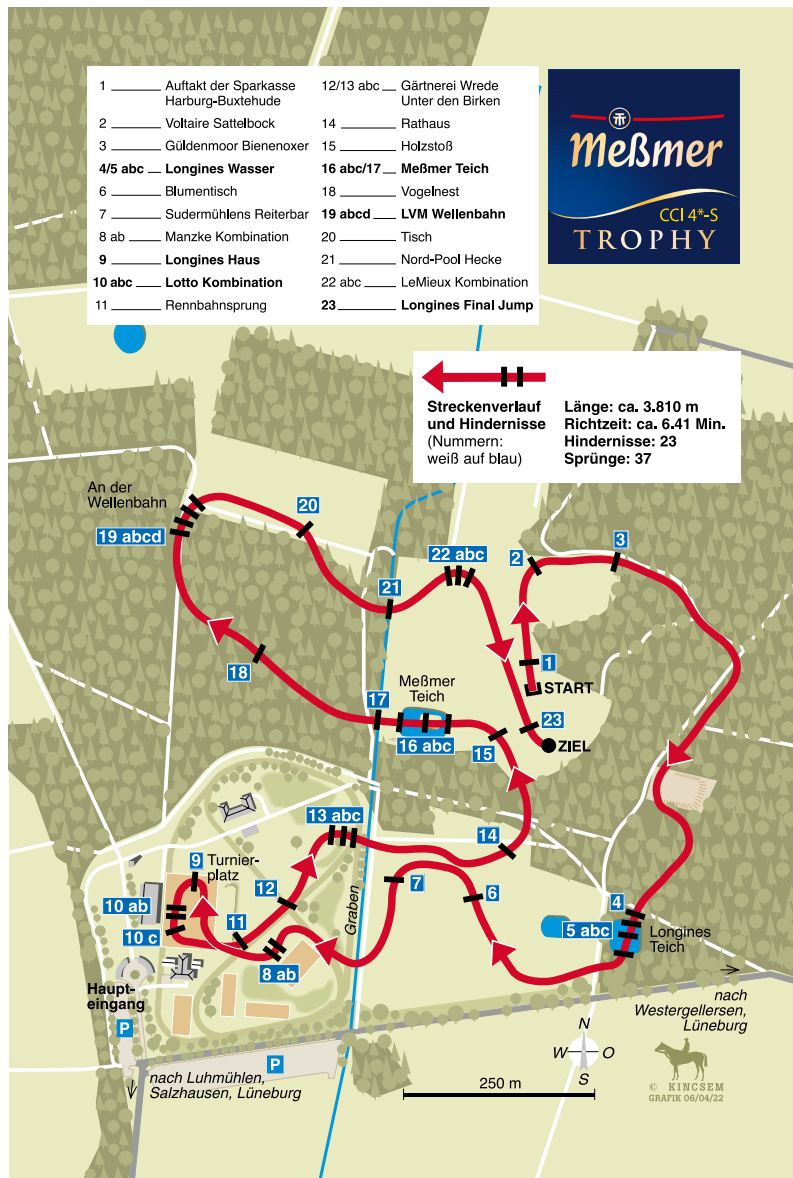 1 Auftakt der Sparkasse
Harburg-Buxtehude
2 Voltaire Sattelbock
3 Güldenmoor Bienenoxer
4/5 abc Longines Wasser
6 Blumentisch
7 Sudermühlens Reiterbar
8 ab Manzke Kombination
9 Longines Haus
10 abc Lotto Kombination
11 Rennbahnsprung
12/13 abc Gärtnerei Wrede
Unter den Birken
14 Rathaus
15 Holzstoß
16 abc/17 Meßmer Teich
18 Vogelnest
19 abcd LVM Wellenbahn
20 Tisch
21 Nord-Pool Hecke
22 abc LeMieux Kombination
23 Longines Final Jump
Meßmer
CCI 4*-S
TROPHY
Streckenverlauf
und Hindernisse
(Nummern:
weiß auf blau)
Länge: ca. 3.810 m
Richtzeit: ca. 6.41 Min.
Hindernisse: 23
Sprünge: 37
An der
Wellenbahn
19 abcd
20
21
22 abc
2
3
1
START
18
17
Meßmer
Teich
16 abc
15
23
ZIEL
13 abc
14
9
Turnier-
platz
12
7
6
10 ab
10 c
11
8 ab
Graben
4
5 abc
Longines
Teich
Haupt-
eingang
P
P
nach
Westergellersen,
Lüneburg
nach Luhmühlen,
Salzhausen, Lüneburg
N
W
O
S
250 m
© KINCSEM
GRAFIK 06/04/22